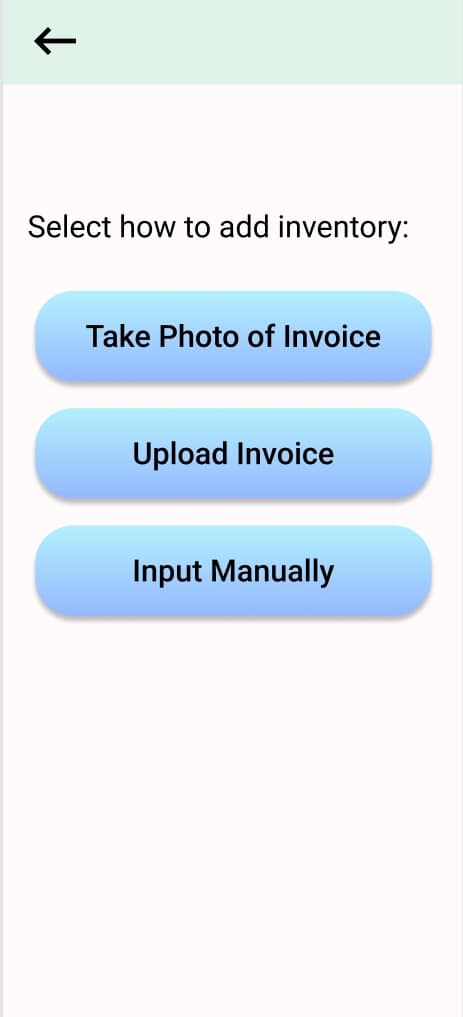 Select how to add inventory:
Take Photo of Invoice
Upload Invoice
Input Manually